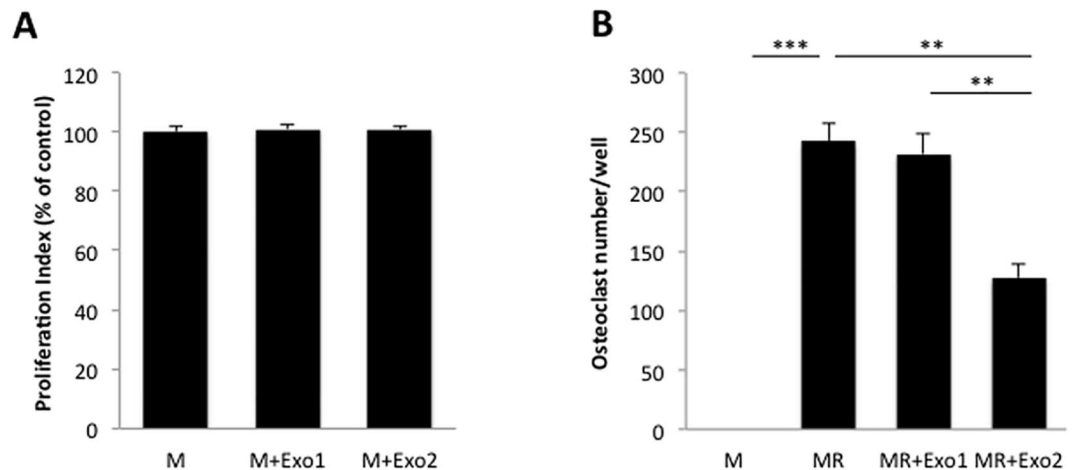 A
Proliferation Index (% of control)
120
100
80
60
40
20
0
M M+Exo1 M+Exo2
B
*** **
**
Osteoclast number/well
300
250
200
150
100
50
0
M MR MR+Exo1 MR+Exo2